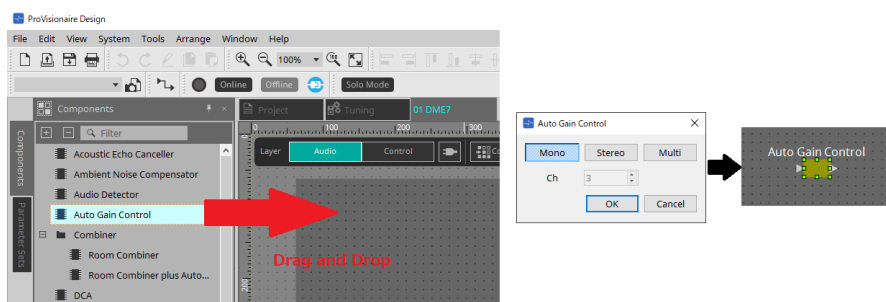 ProVisionaire Design
File Edit View System Tools Arrange Window Help
100%
Online Offline Solo Mode
Components
Project Tuning 01 DME7
Filter
0 100 200 300
Layer Audio Control
Components
Parameter Sets
Acoustic Echo Canceller
Ambient Noise Compensator
Audio Detector
Auto Gain Control
Combiner
Room Combiner
Room Combiner plus Auto...
DCA
Drag and Drop
200
Auto Gain Control
Mono Stereo Multi
Ch 3
OK Cancel
Auto Gain Control